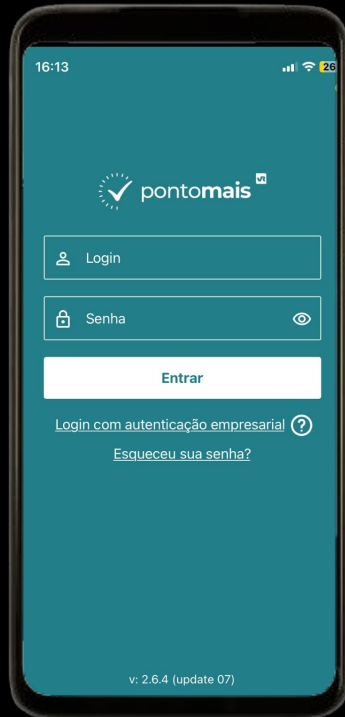 16:13
26
pontomais VR
Login
Senha
Entrar
Login com autenticação empresarial ?
Esqueceu sua senha?
v: 2.6.4 (update 07)